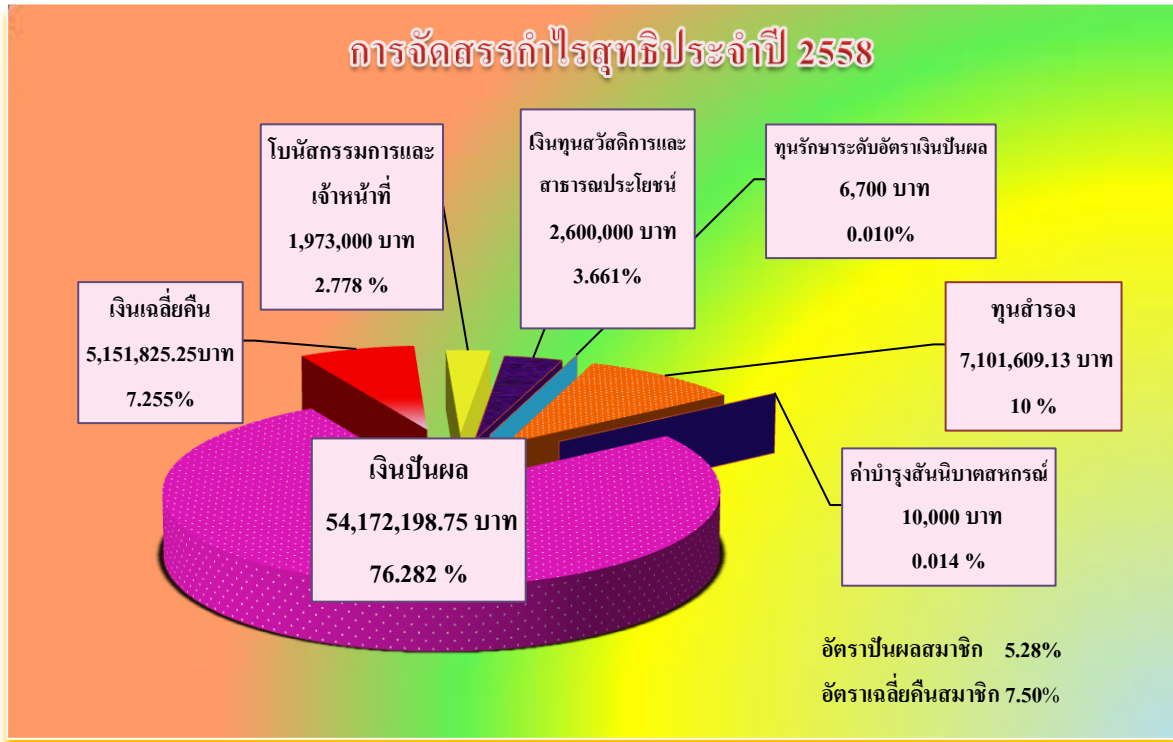 การจัดสรรกำไรสุทธิประจำปี 2558
โบนัสกรรมการและ
เจ้าหน้าที่
1,973,000 บาท
2.778 %
เงินทุนสวัสดิการและ
สาธารณประโยชน์
2,600,000 บาท
3.661%
ทุนรักษาระดับอัตราเงินปันผล
6,700 บาท
0.010%
เงินเฉลี่ยคืน
5,151,825.25บาท
7.255%
ทุนสำรอง
7,101,609.13 บาท
10 %
เงินปันผล
54,172,198.75 บาท
76.282 %
ค่าบำรุงสันนิบาตสหกรณ์
10,000 บาท
0.014 %
อัตราปันผลสมาชิก 5.28%
อัตราเฉลี่ยคืนสมาชิก 7.50%